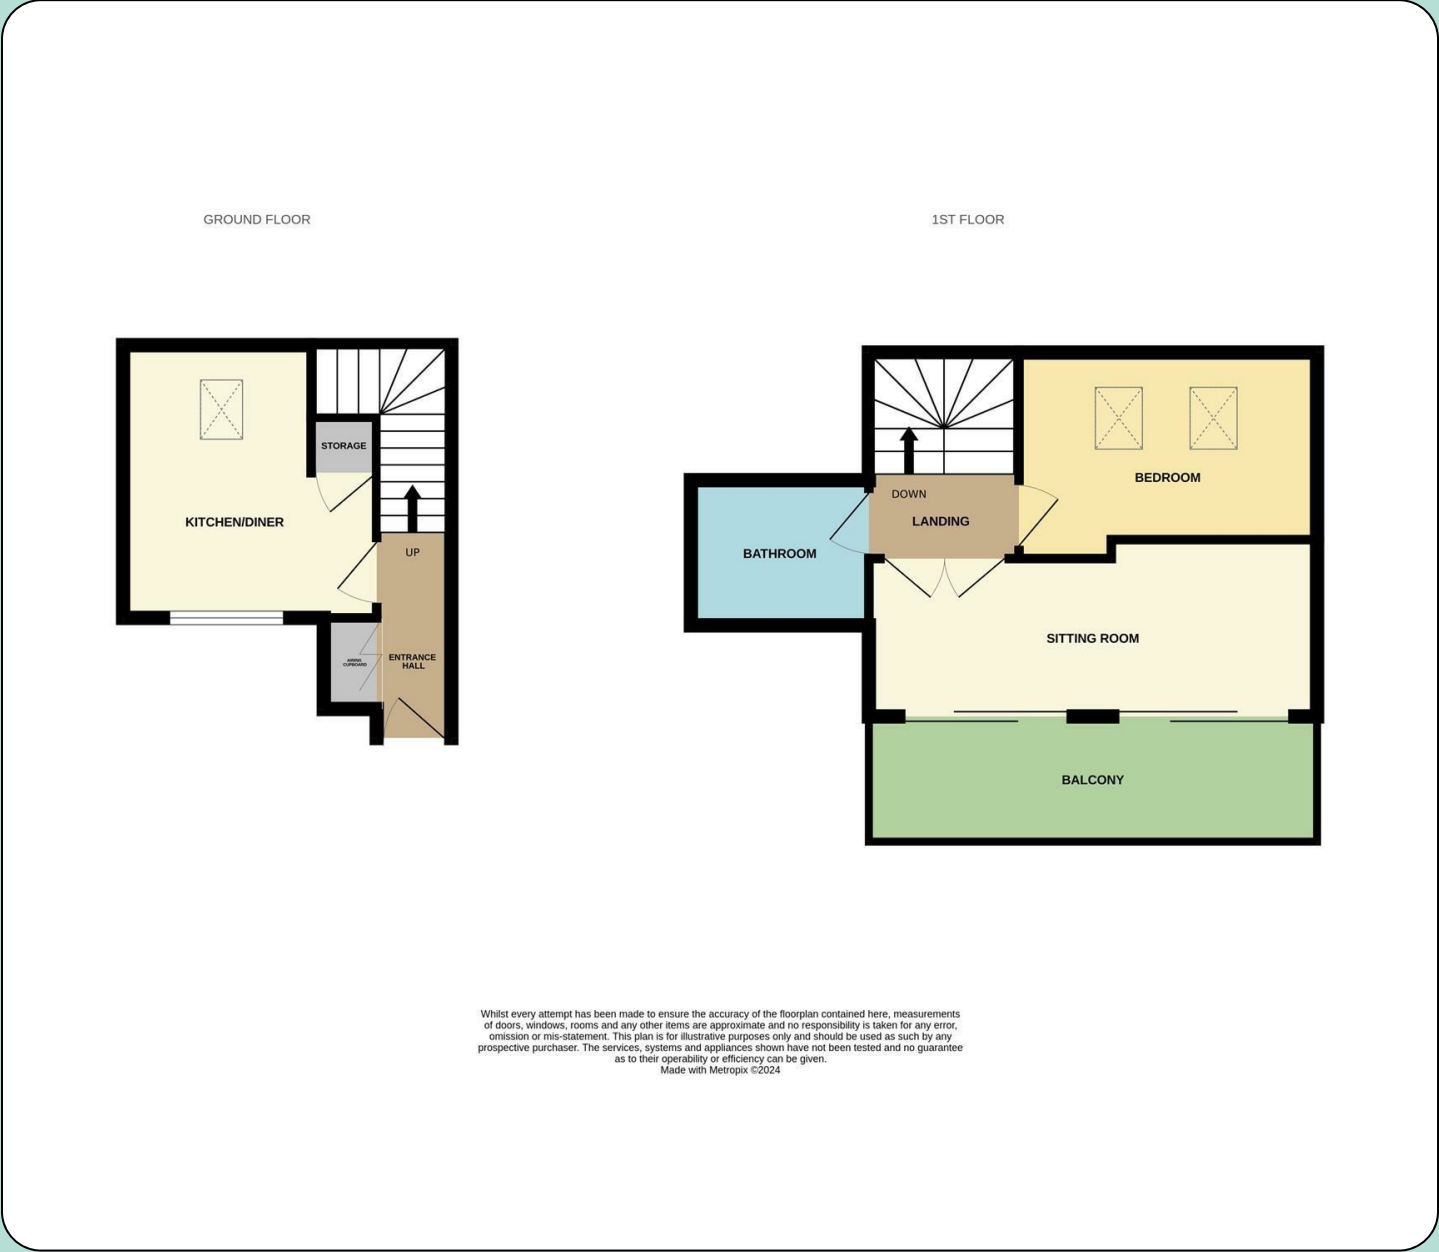 GROUND FLOOR
1ST FLOOR
STORAGE
KITCHEN/DINER
UP
AIRING
CUPBOARD
ENTRANCE
HALL
DOWN
LANDING
BEDROOM
BATHROOM
SITTING ROOM
BALCONY
Whilst every attempt has been made to ensure the accuracy of the floorplan contained here, measurements
of doors, windows, rooms and any other items are approximate and no responsibility is taken for any error,
omission or mis-statement. This plan is for illustrative purposes only and should be used as such by any
prospective purchaser. The services, systems and appliances shown have not been tested and no guarantee
as to their operability or efficiency can be given.
Made with Metropix ©2024